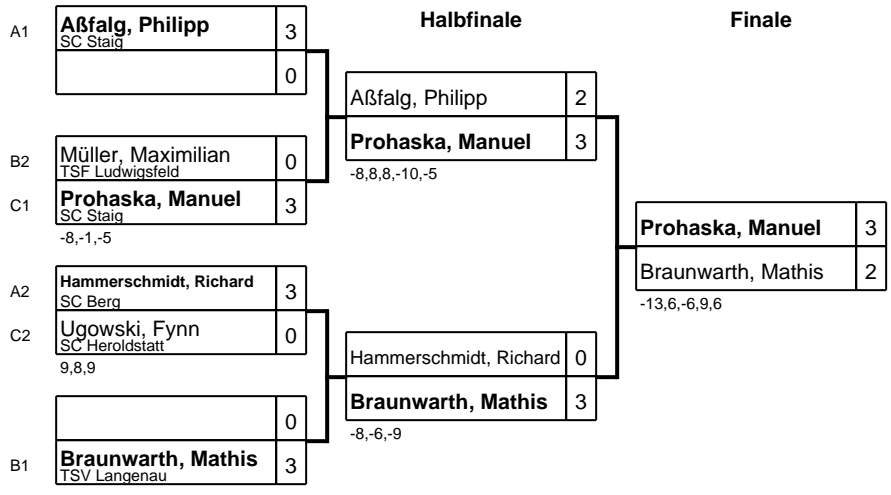 Halbfinale
Finale
A1
Aßfalg, Philipp 3
SC Staig
0
B2
Müller, Maximilian 0
TSF Ludwigsfeld
C1
Prohaska, Manuel 3
SC Staig
-8,-1,-5
A2
Hammerschmidt, Richard 3
SC Berg
C2
Ugowski, Fynn 0
SC Heroldstatt
9,8,9
0
B1
Braunwarth, Mathis 3
TSV Langenau
Aßfalg, Philipp 2
Prohaska, Manuel 3
-8,8,8,-10,-5
Hammerschmidt, Richard 0
Braunwarth, Mathis 3
-8,-6,-9
Prohaska, Manuel 3
Braunwarth, Mathis 2
-13,6,-6,9,6